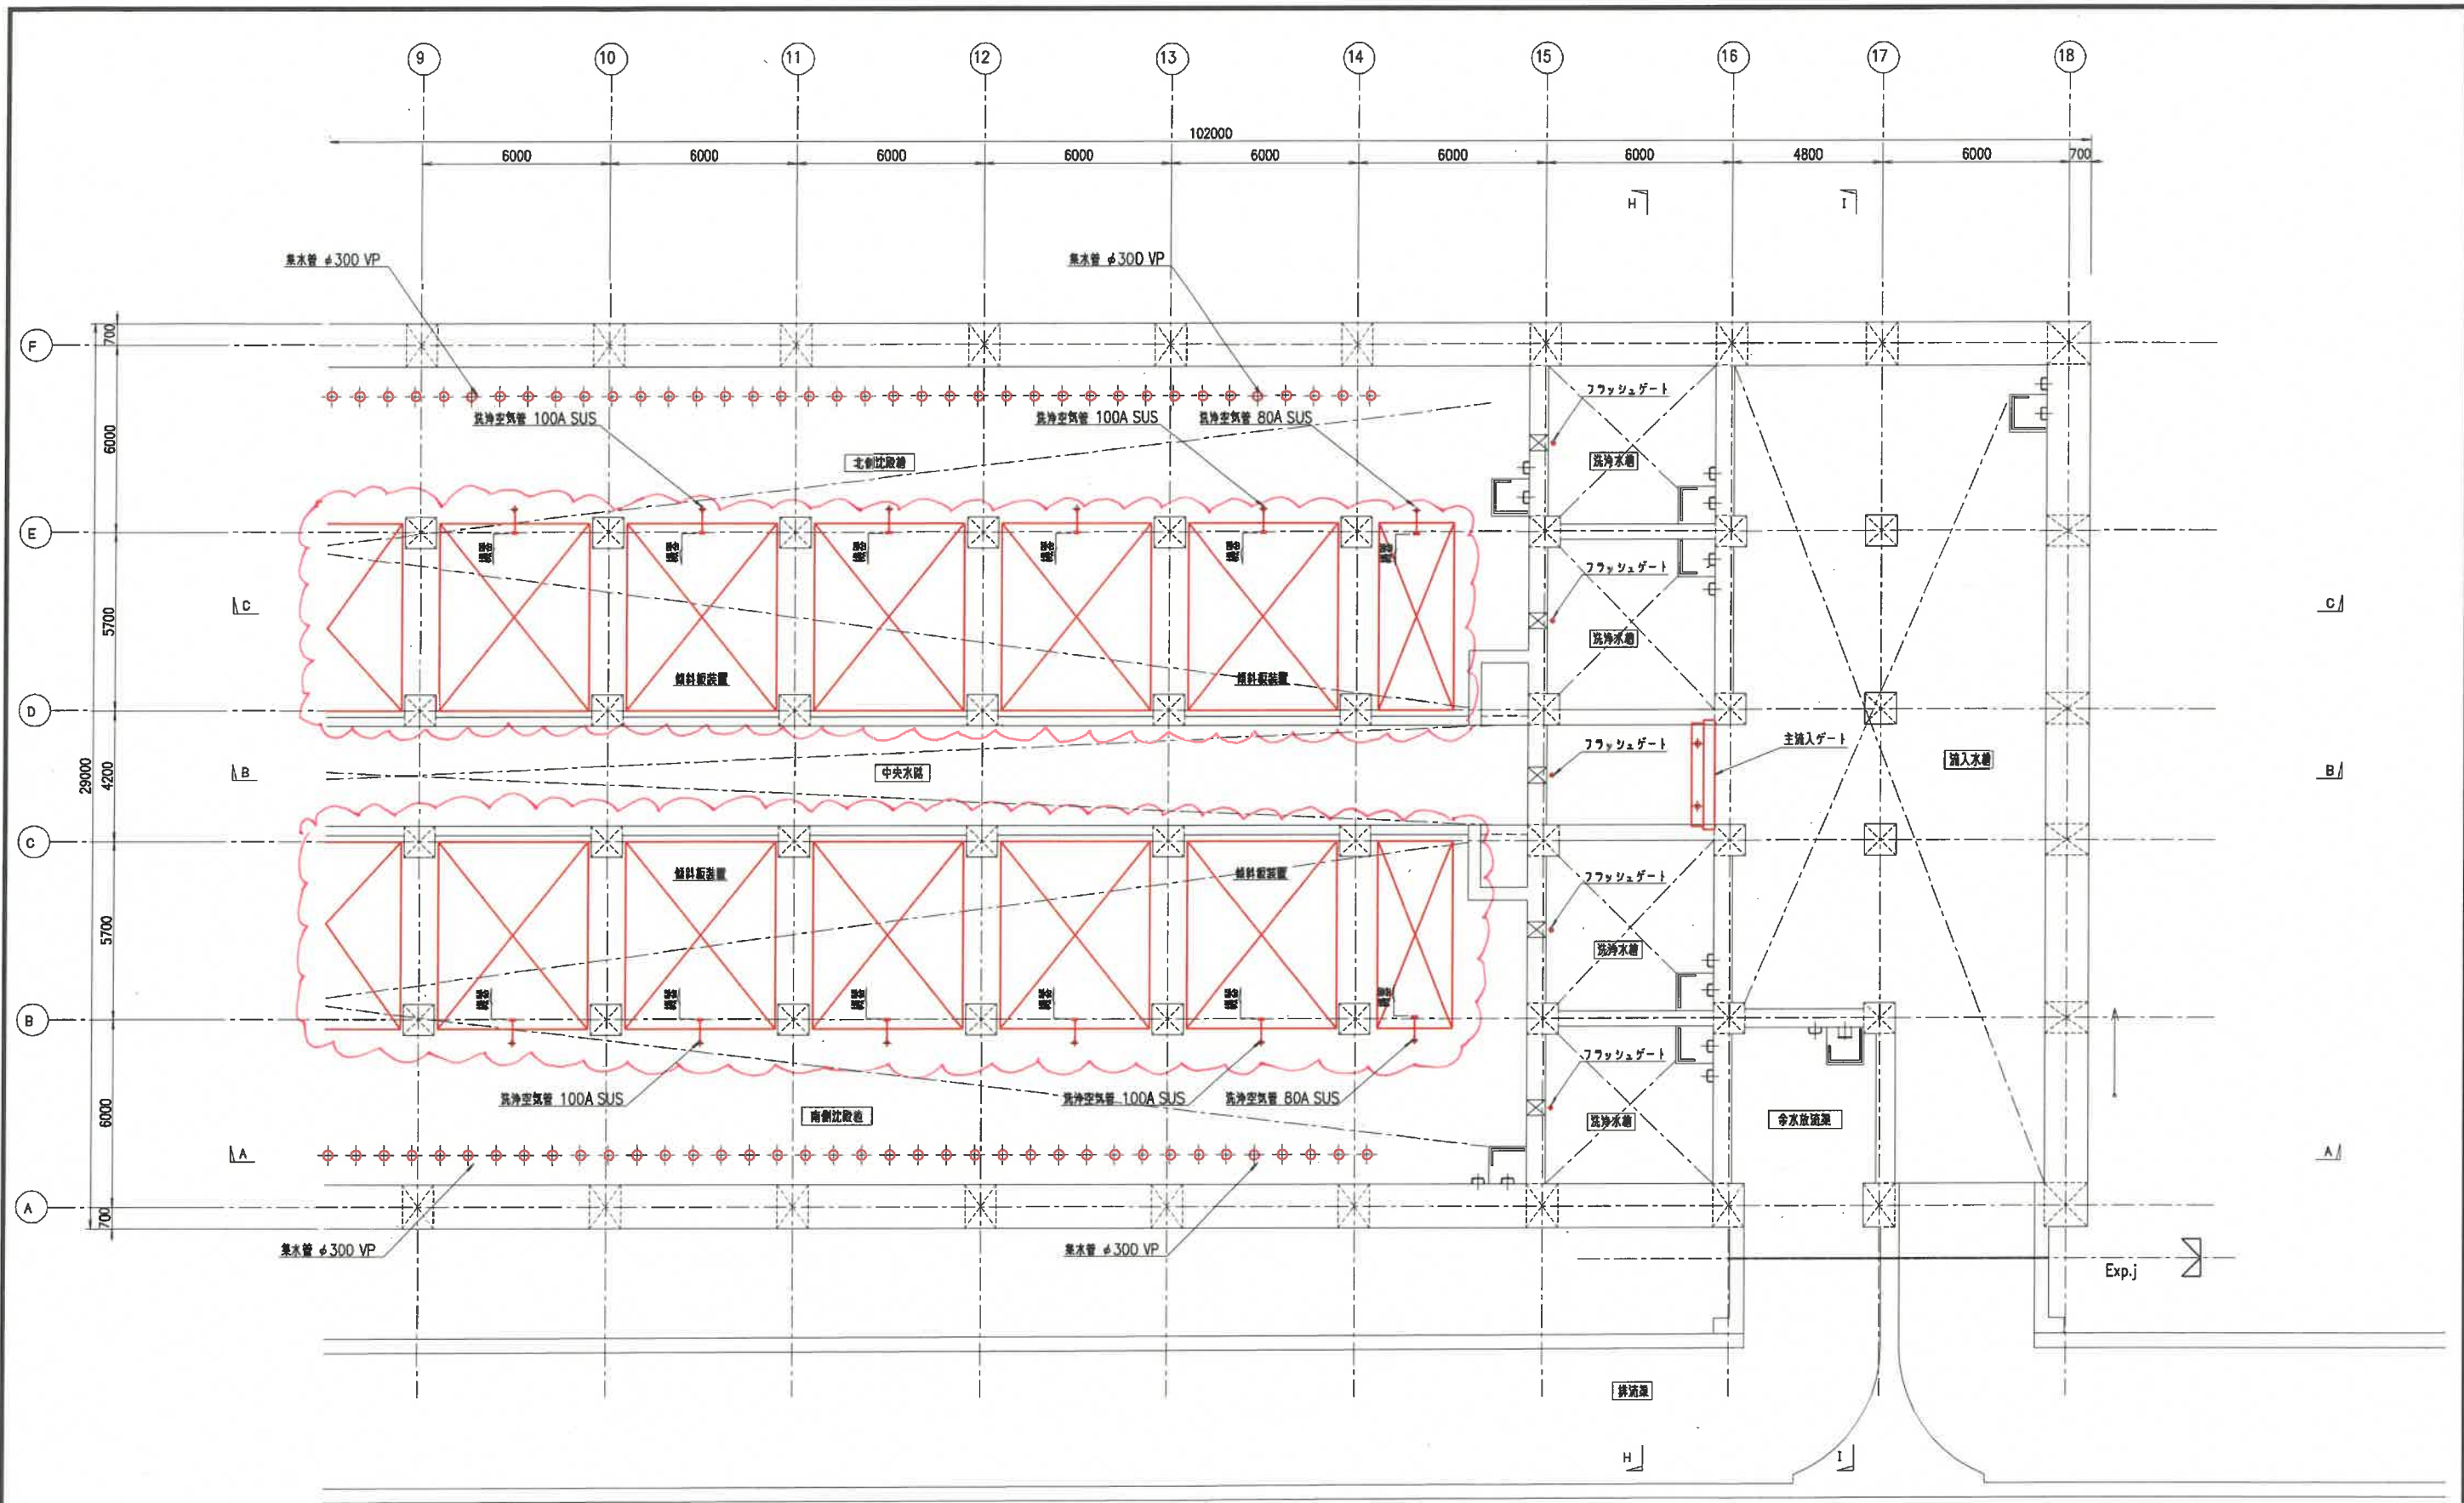 9
10
11
12
13
14
15
16
17
18
102000
6000
6000
6000
6000
6000
6000
6000
4800
6000
700
H
I
集水管 φ300 VP
集水管 φ300 VP
F
700
洗浄空気管 100A SUS
洗浄空気管 100A SUS
洗浄空気管 80A SUS
フラッシュゲート
6000
北側沈殿槽
洗浄水槽
E
フラッシュゲート
C
5700
C
洗浄水槽
傾斜板装置
傾斜板装置
D
フラッシュゲート
主流入ゲート
流入水槽
29000
4200
B
中央水路
B
C
傾斜板装置
傾斜板装置
フラッシュゲート
5700
洗浄水槽
B
フラッシュゲート
洗浄空気管 100A SUS
洗浄空気管 100A SUS
洗浄空気管 80A SUS
6000
洗浄水槽
余水放流渠
A
A
A
700
集水管 φ300 VP
集水管 φ300 VP
Exp.j
H
I